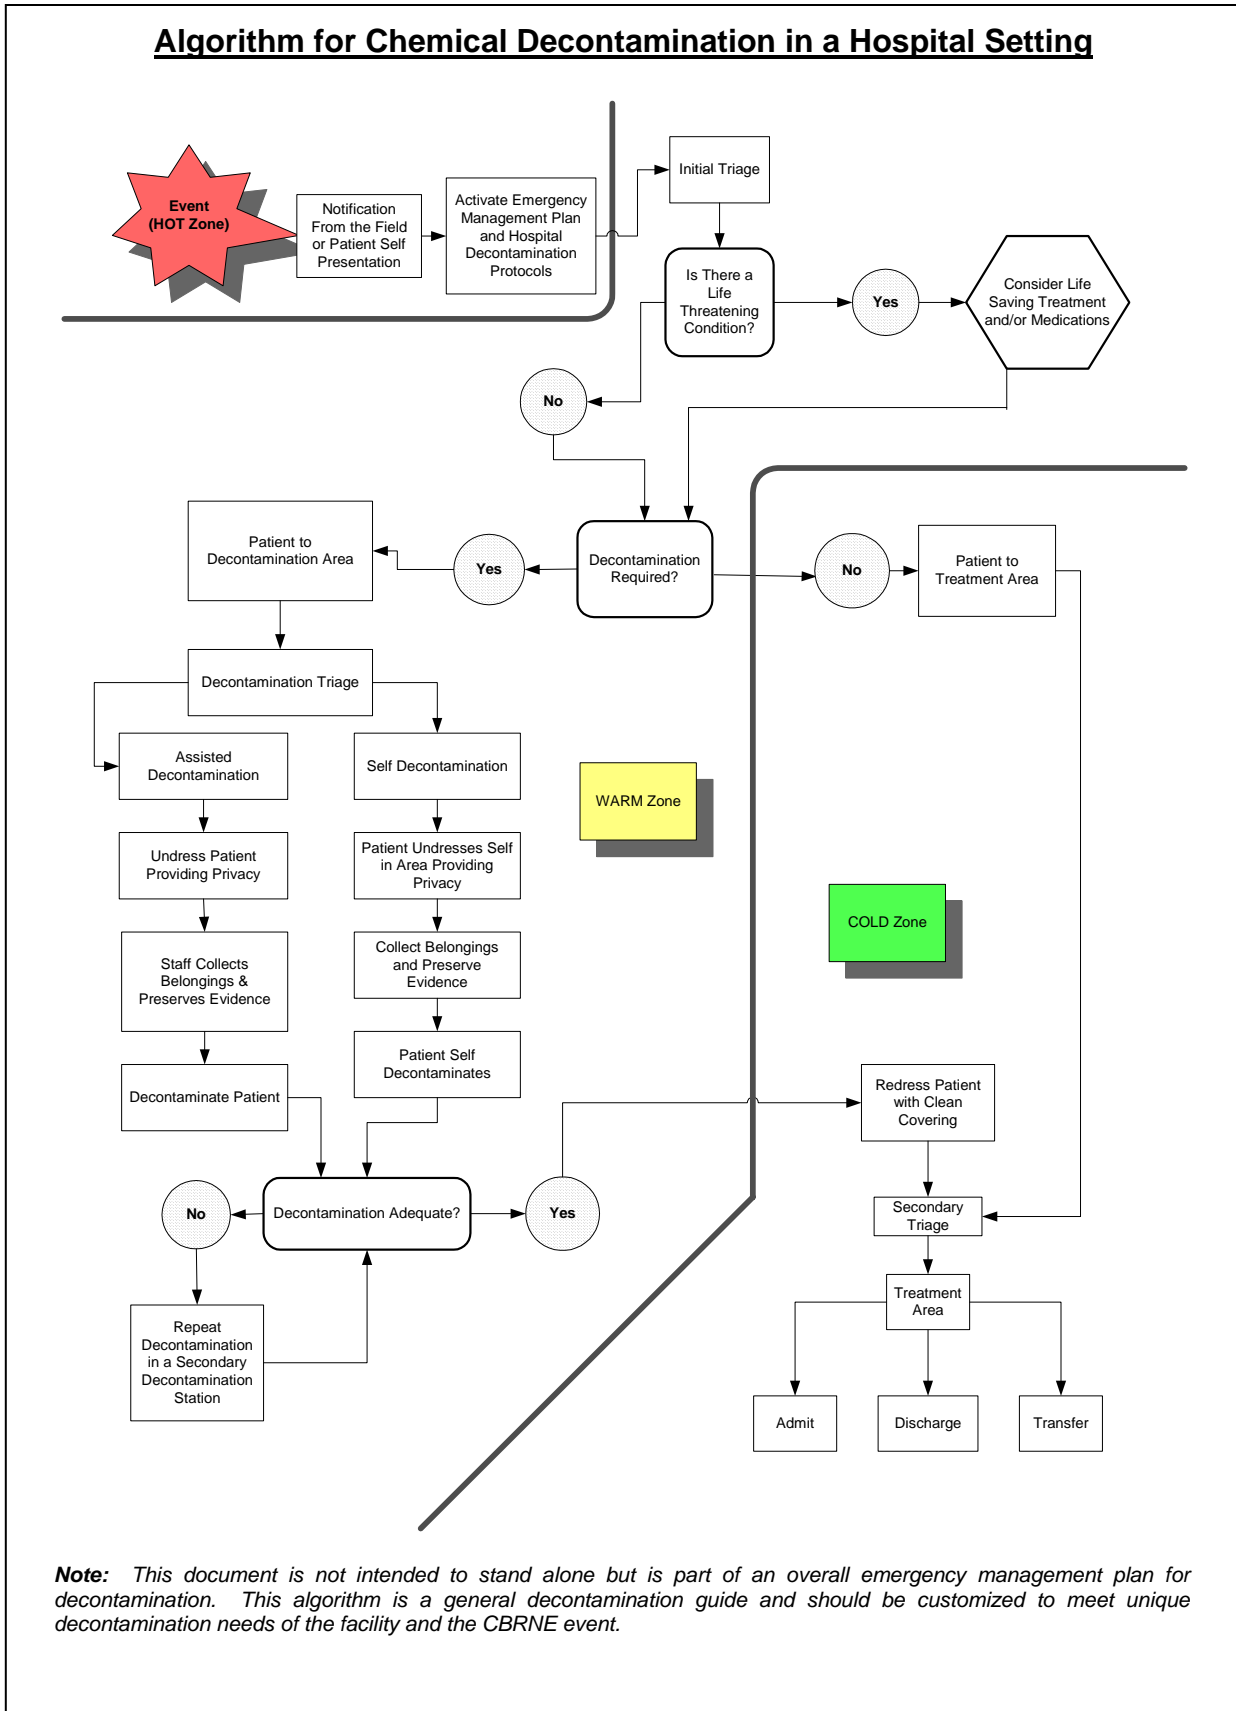 Algorithm for Chemical Decontamination in a Hospital Setting
Event
(HOT Zone)
Notification
From the Field
or Patient Self
Presentation
Activate Emergency
Management Plan
and Hospital
Decontamination
Protocols
Initial Triage
Is There a
Life
Threatening
Condition?
Yes
Consider Life
Saving Treatment
and/or Medications
No
Decontamination
Required?
Yes
Patient to
Decontamination Area
No
Patient to
Treatment Area
Decontamination Triage
Assisted
Decontamination
Self Decontamination
WARM Zone
Undress Patient
Providing Privacy
Patient Undresses Self
in Area Providing
Privacy
COLD Zone
Staff Collects
Belongings &
Preserves Evidence
Collect Belongings
and Preserve
Evidence
Decontaminate Patient
Patient Self
Decontaminates
Redress Patient
with Clean
Covering
No
Decontamination Adequate?
Yes
Secondary
Triage
Repeat
Decontamination
in a Secondary
Decontamination
Station
Treatment
Area
Admit
Discharge
Transfer
Note: This document is not intended to stand alone but is part of an overall emergency management plan for
decontamination. This algorithm is a general decontamination guide and should be customized to meet unique
decontamination needs of the facility and the CBRNE event.